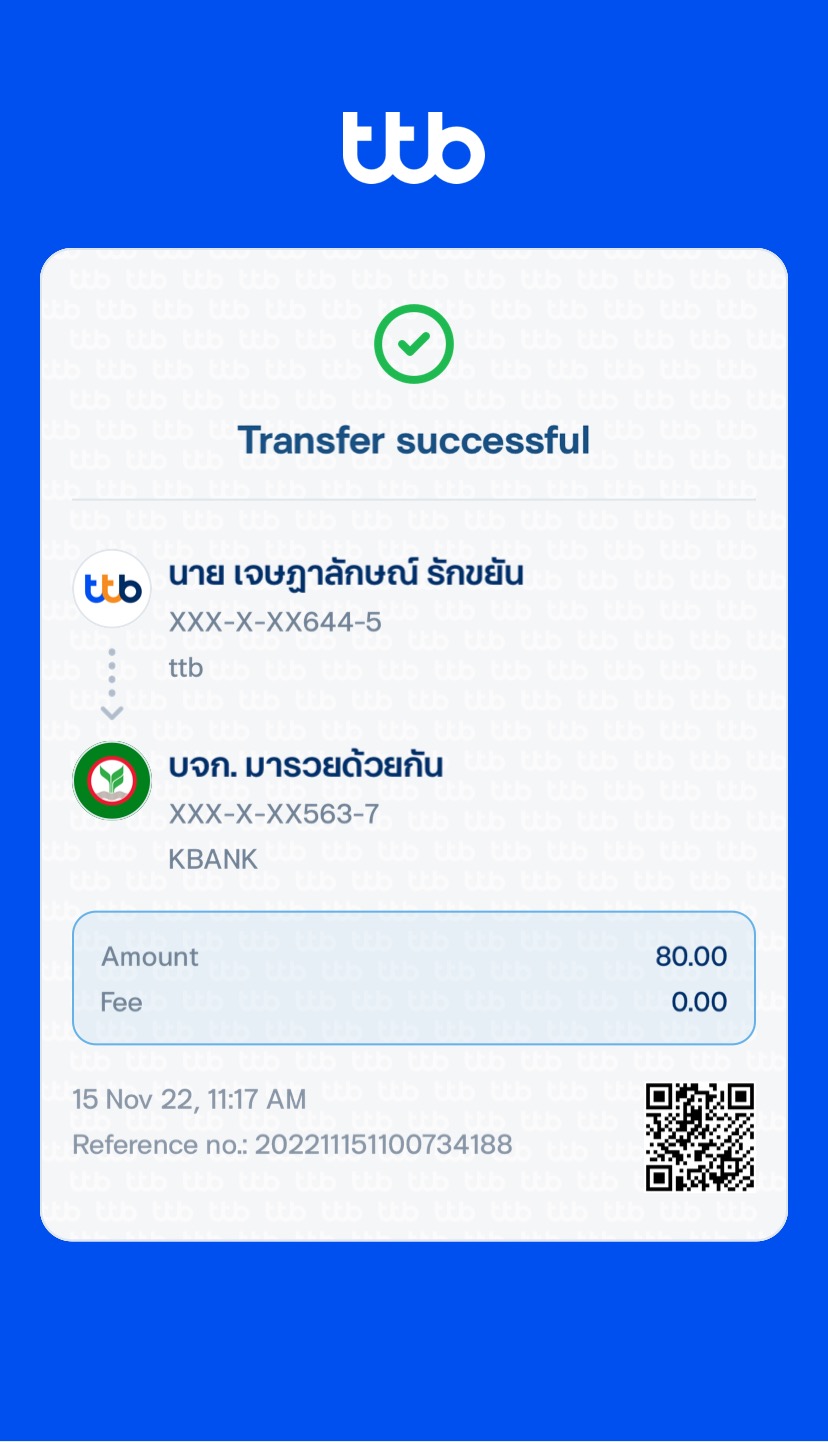 ttb
Transfer successful
ttb
นาย เจษฏาลักษณ์ รักขยัน
XXX-X-XX644-5
ttb
บจก. มารวยด้วยกัน
XXX-X-XX563-7
KBANK
Amount 80.00
Fee 0.00
15 Nov 22, 11:17 AM
Reference no.: 202211151100734188